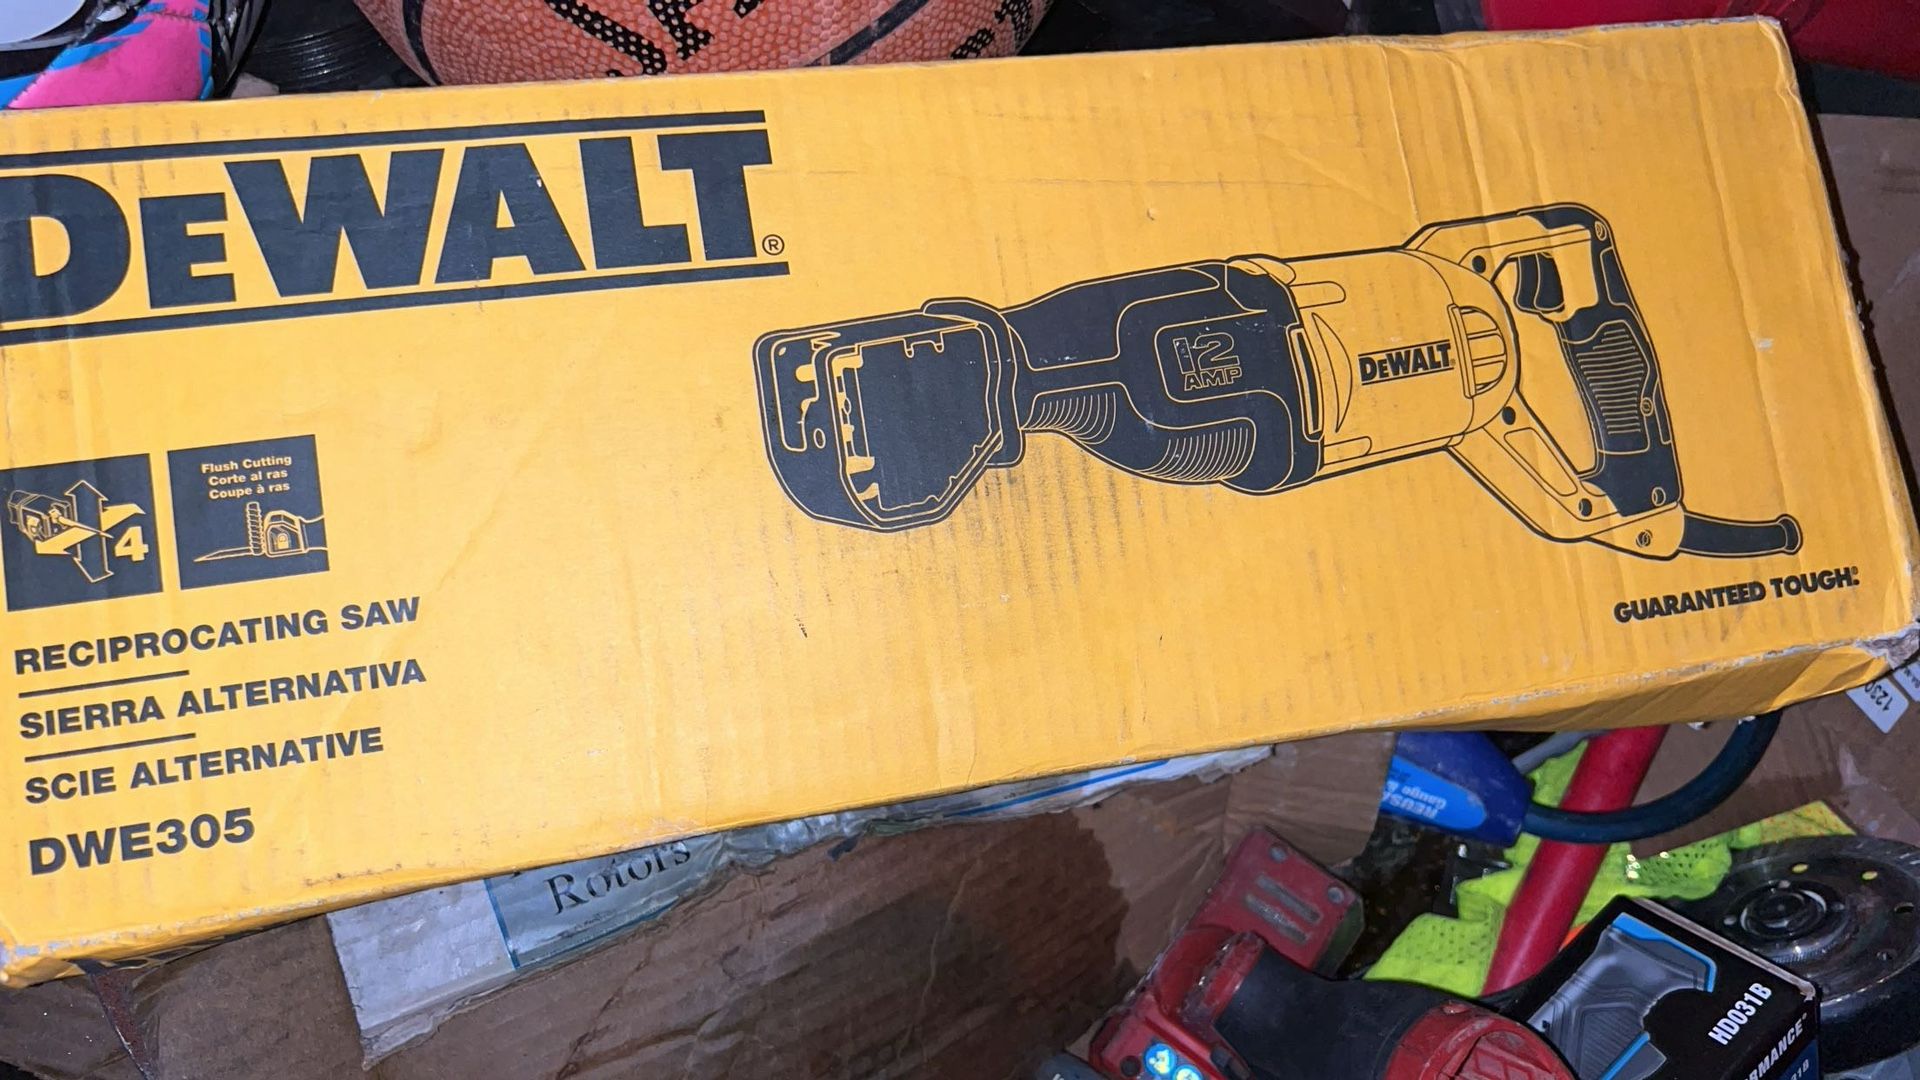 DEWALT®
12
AMP
DEWALT
4
Flush Cutting
Corte al ras
Coupe à ras
RECIPROCATING SAW
SIERRA ALTERNATIVA
SCIE ALTERNATIVE
DWE305
GUARANTEED TOUGH.®
Rotors
Gauge &
HD031B